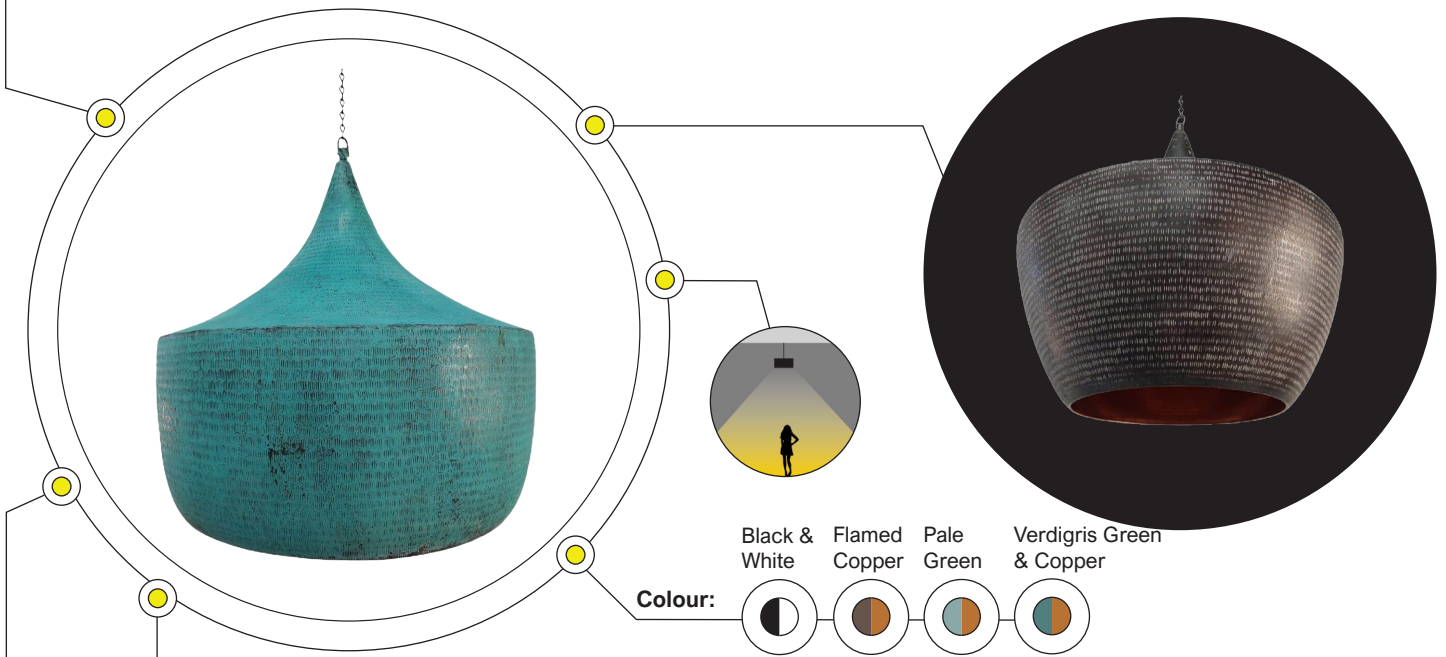 Black & White
Flamed Copper
Pale Green
Verdigris Green & Copper
Colour: